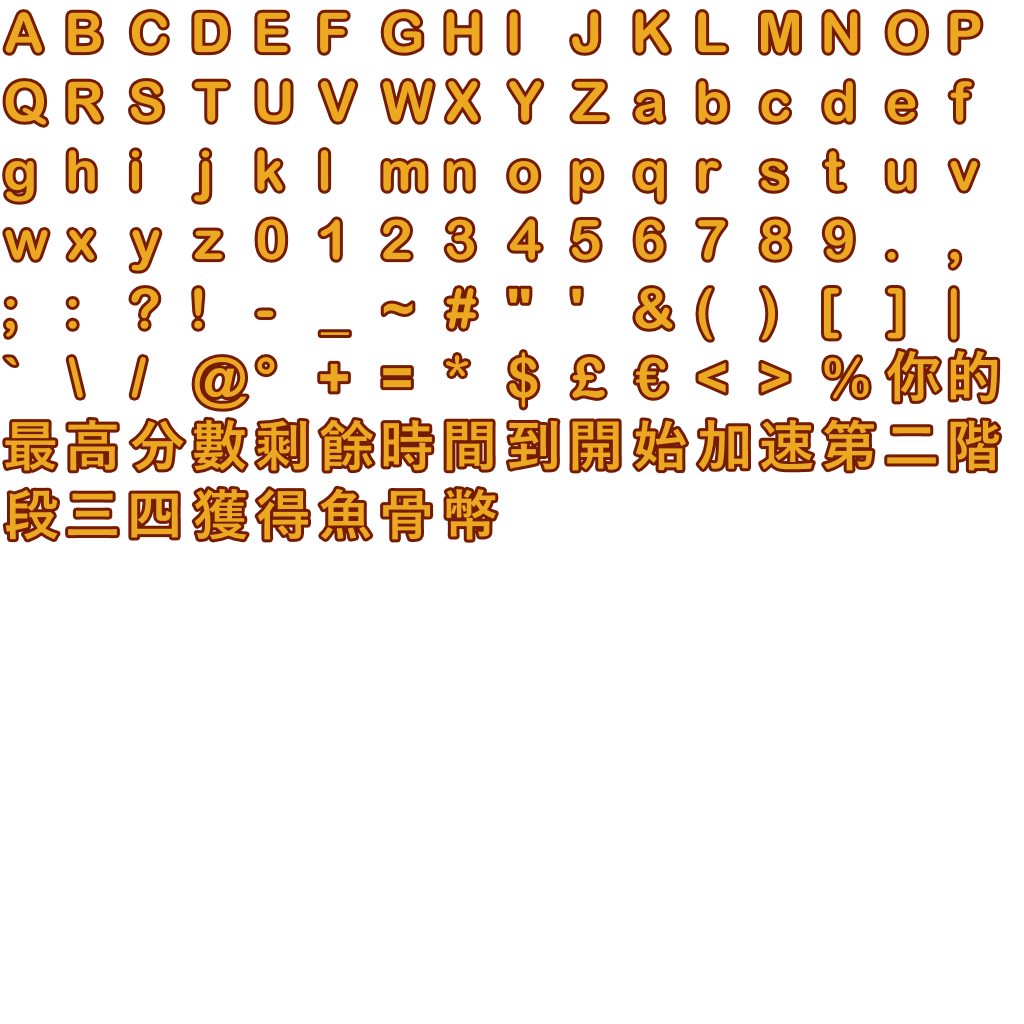 A B C D E F G H I J K L M N O P
Q R S T U V W X Y Z a b c d e f
g h i j k l m n o p q r s t u v
w x y z 0 1 2 3 4 5 6 7 8 9 . ,
; : ? ! - _ ~ # " ' & ( ) [ ] |
` \ / @ ° + = * $ £ € < > % 你 的
最 高 分 數 剩 餘 時 間 到 開 始 加 速 第 二 階
段 三 四 獲 得 魚 骨 幣